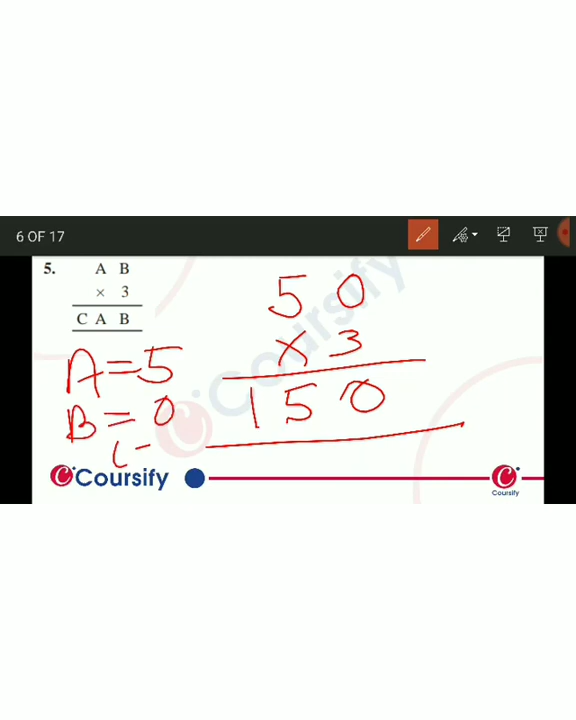 6 OF 17
5. A B
× 3
C A B
5 0
× 3
1 5 0
A = 5
B = 0
C =
Coursify
Coursify
Coursify